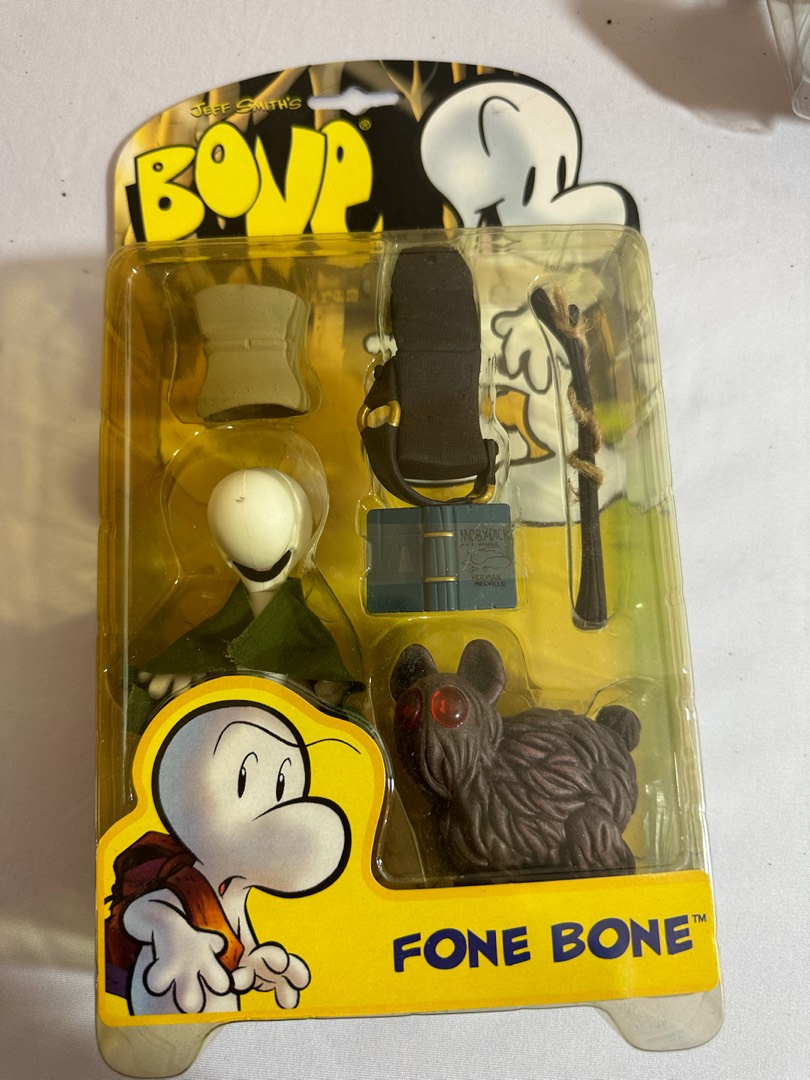 JEFF SMITH'S
BONE®
MOBY DICK
HERMAN
MELVILLE
FONE BONE™